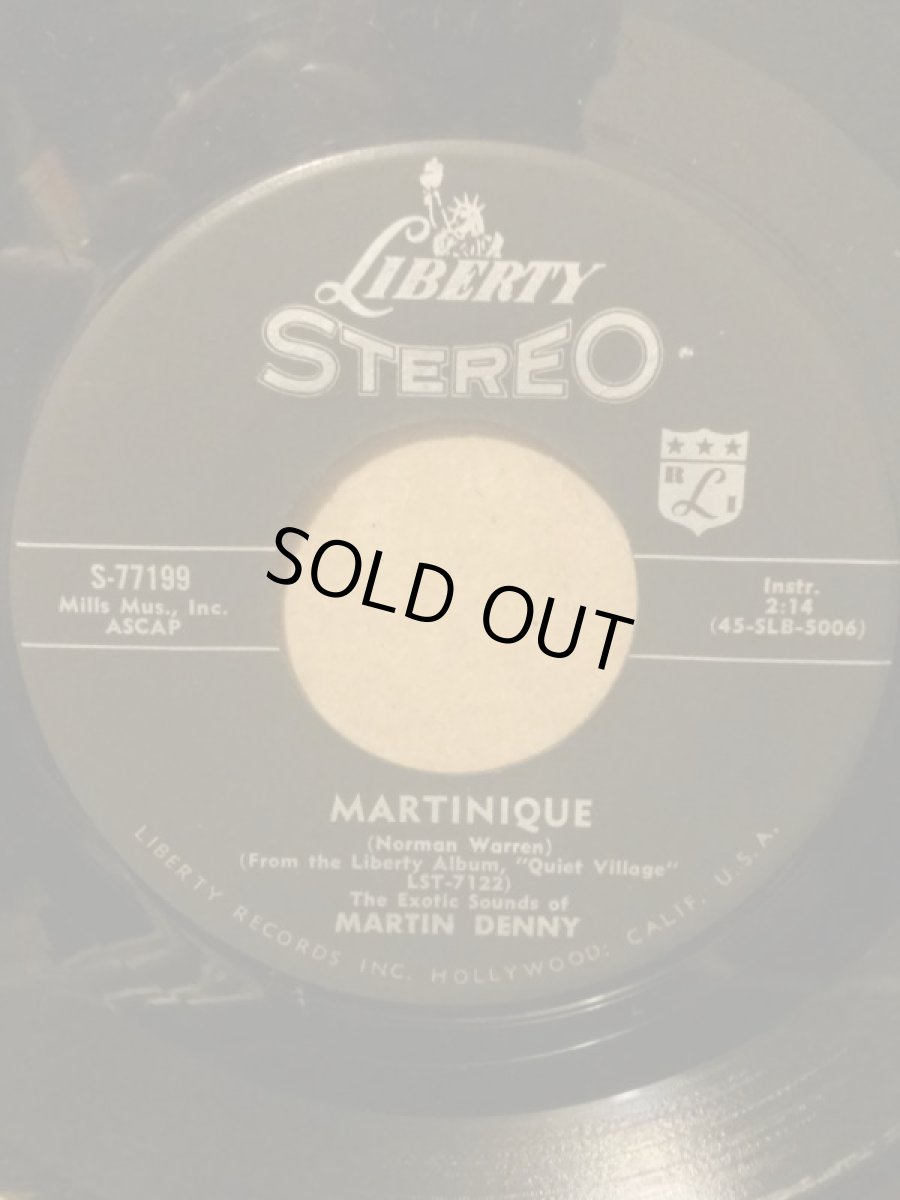 LIBERTY
STEREO
R L I
S-77199
Mills Mus., Inc.
ASCAP
Instr.
2:14
(45-SLB-5006)
SOLD OUT
MARTINIQUE
(Norman Warren)
(From the Liberty Album, "Quiet Village"
LST-7122)
The Exotic Sounds of
MARTIN DENNY
LIBERTY RECORDS INC. HOLLYWOOD: CALIF. U.S.A.